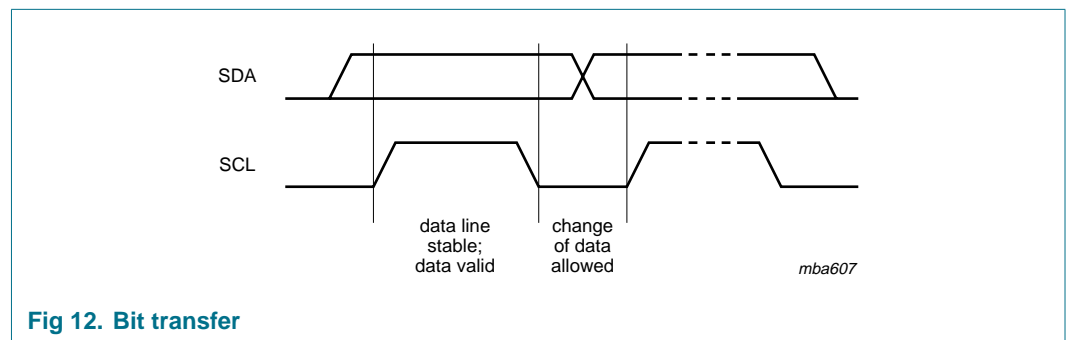 SDA
SCL
data line
stable;
data valid
change
of data
allowed
mba607
Fig 12. Bit transfer